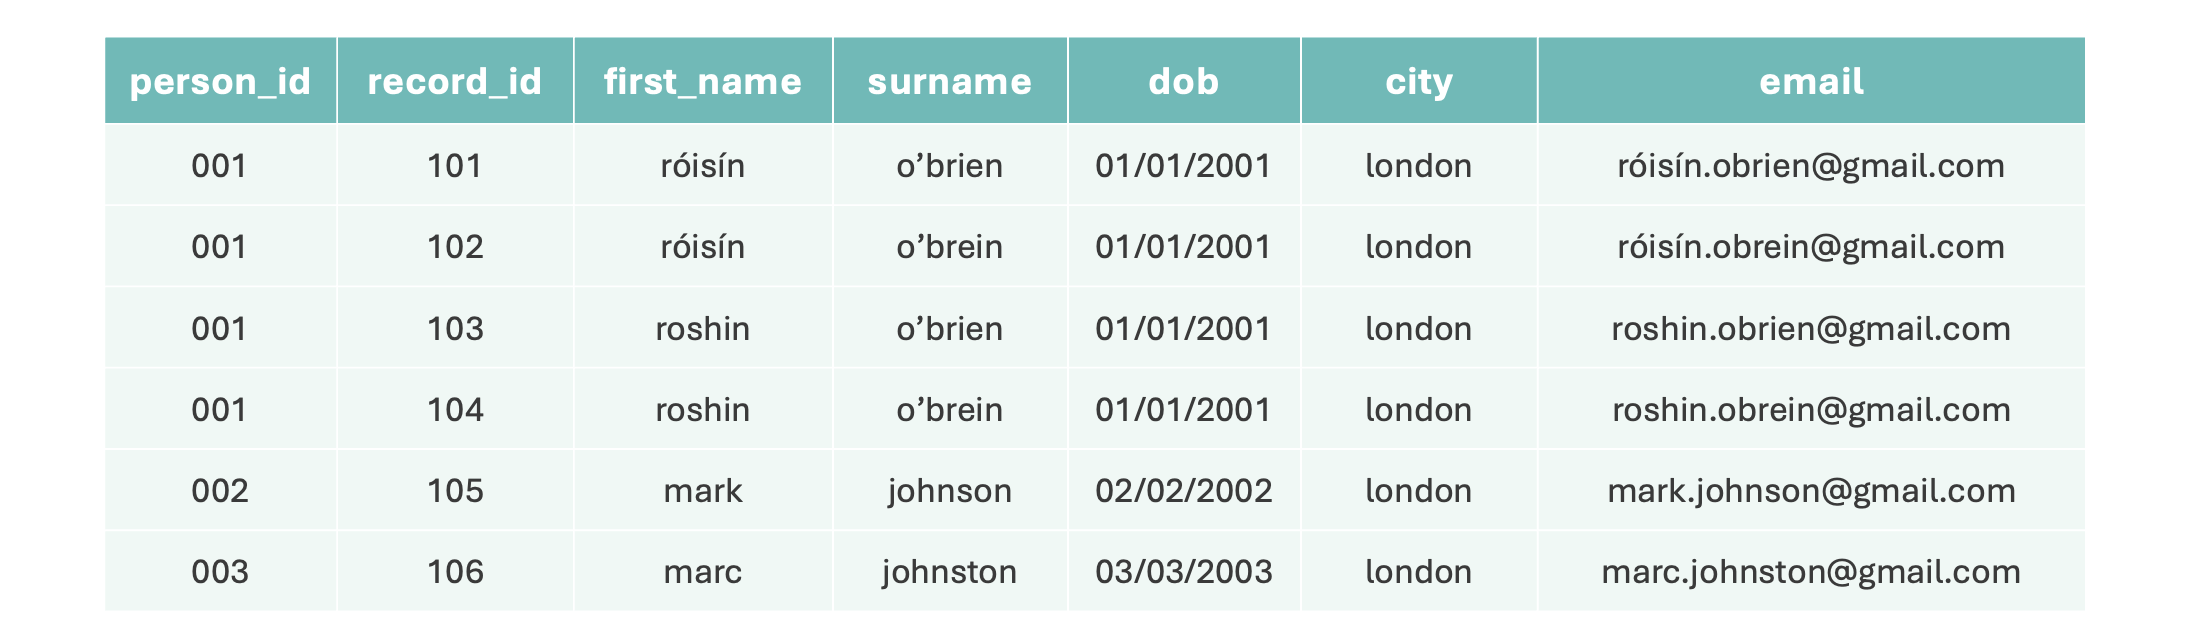 person_id record_id first_name surname dob city email
001 101 róisín o’brien 01/01/2001 london róisín.obrien@gmail.com
001 102 róisín o’brein 01/01/2001 london róisín.obrein@gmail.com
001 103 roshin o’brien 01/01/2001 london roshin.obrien@gmail.com
001 104 roshin o’brein 01/01/2001 london roshin.obrein@gmail.com
002 105 mark johnson 02/02/2002 london mark.johnson@gmail.com
003 106 marc johnston 03/03/2003 london marc.johnston@gmail.com